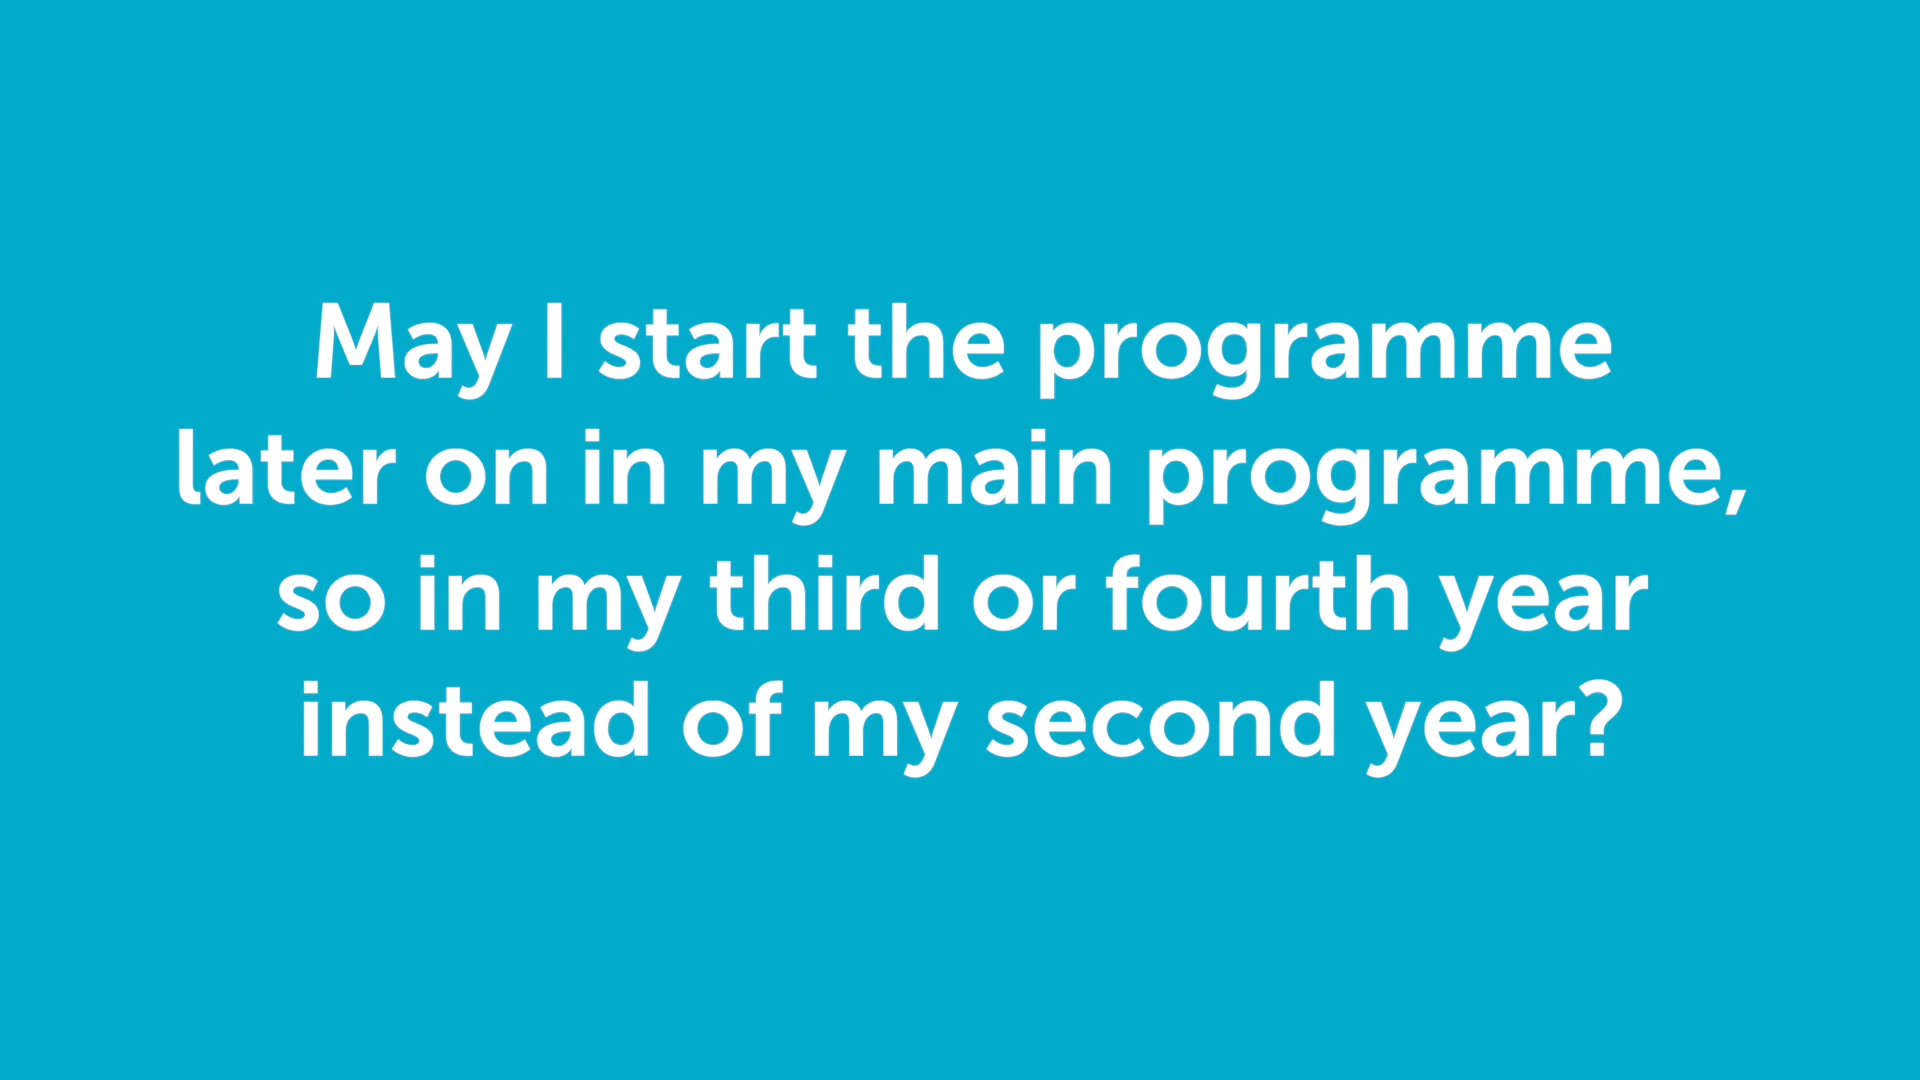 May I start the programme
later on in my main programme,
so in my third or fourth year
instead of my second year?